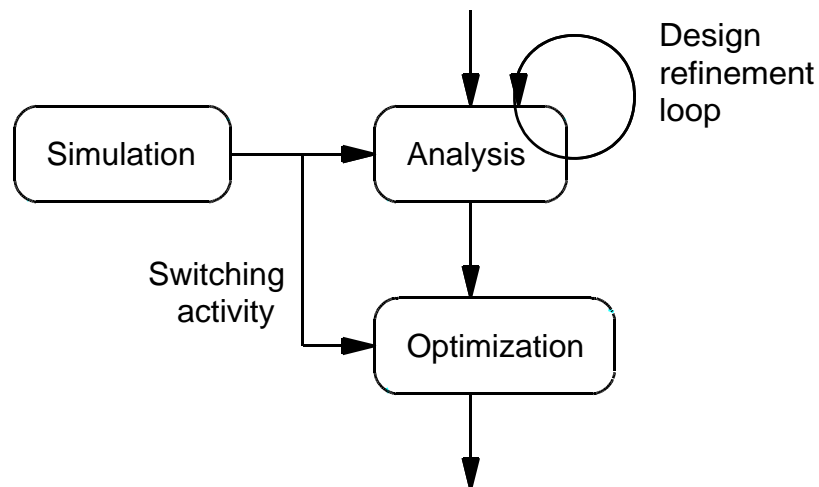 Design
refinement
loop
Simulation
Analysis
Switching
activity
Optimization